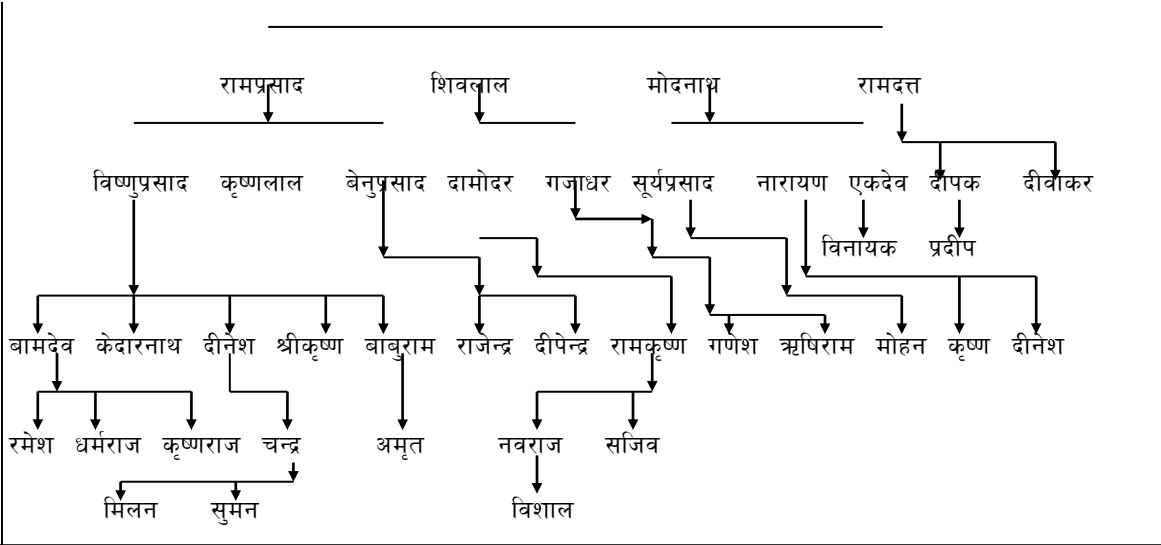 रामप्रसाद शिवलाल मोदनाथ रामदत्त
विष्णुप्रसाद कृष्णलाल बेनुप्रसाद दामोदर गजाधर सूर्यप्रसाद नारायण एकदेव दीपक दीवाकर
विनायक प्रदीप
बामदेव केदारनाथ दीनेश श्रीकृष्ण बाबुराम राजेन्द्र दीपेन्द्र रामकृष्ण गणेश ऋषिराम मोहन कृष्ण दीनेश
रमेश धर्मराज कृष्णराज चन्द्र अमृत नवराज सजिव
मिलन सुमन विशाल